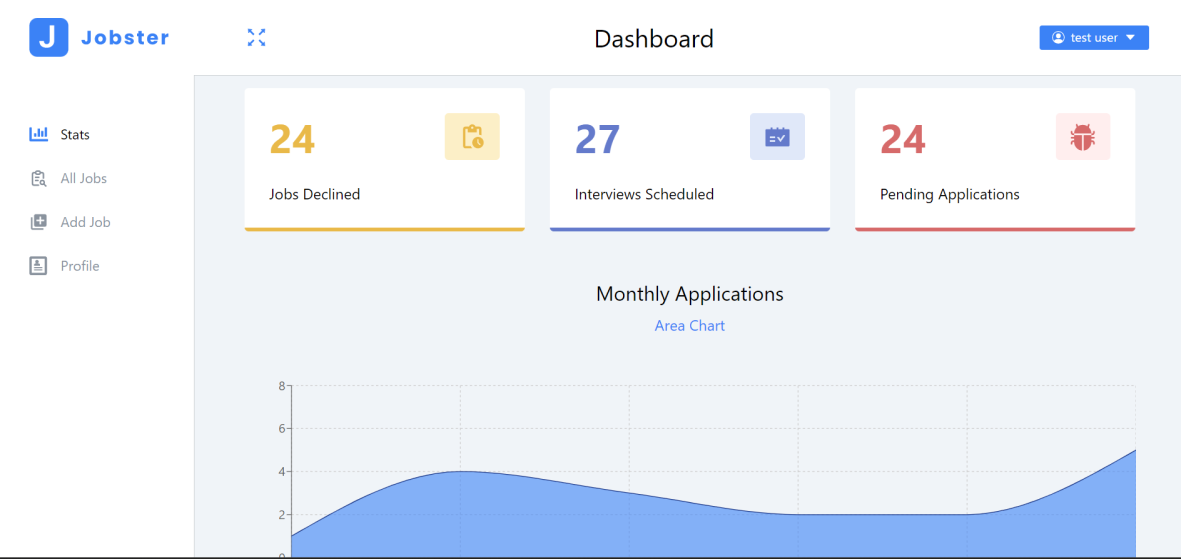 J Jobster
Dashboard
test user
Stats
All Jobs
Add Job
Profile
24
Jobs Declined
27
Interviews Scheduled
24
Pending Applications
Monthly Applications
Area Chart
8
6
4
2
0